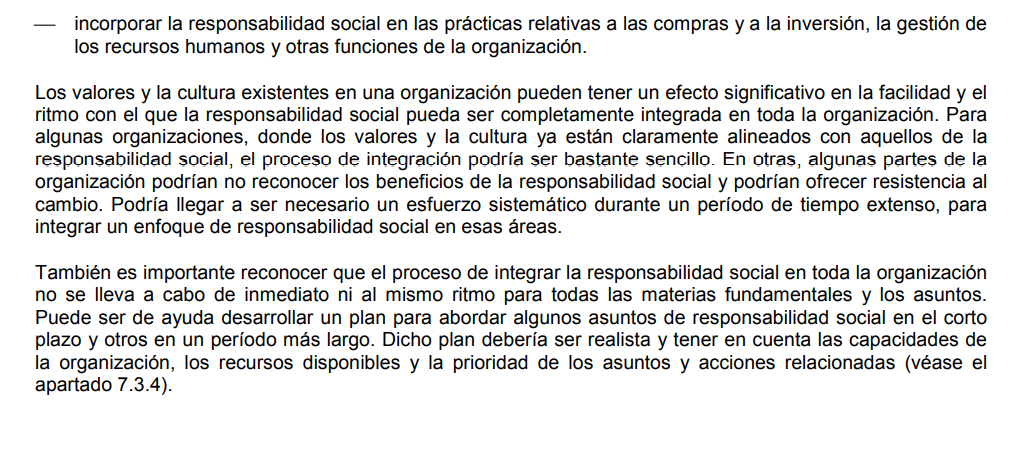 — incorporar la responsabilidad social en las prácticas relativas a las compras y a la inversión, la gestión de
los recursos humanos y otras funciones de la organización.
Los valores y la cultura existentes en una organización pueden tener un efecto significativo en la facilidad y el
ritmo con el que la responsabilidad social pueda ser completamente integrada en toda la organización. Para
algunas organizaciones, donde los valores y la cultura ya están claramente alineados con aquellos de la
responsabilidad social, el proceso de integración podría ser bastante sencillo. En otras, algunas partes de la
organización podrían no reconocer los beneficios de la responsabilidad social y podrían ofrecer resistencia al
cambio. Podría llegar a ser necesario un esfuerzo sistemático durante un período de tiempo extenso, para
integrar un enfoque de responsabilidad social en esas áreas.
También es importante reconocer que el proceso de integrar la responsabilidad social en toda la organización
no se lleva a cabo de inmediato ni al mismo ritmo para todas las materias fundamentales y los asuntos.
Puede ser de ayuda desarrollar un plan para abordar algunos asuntos de responsabilidad social en el corto
plazo y otros en un período más largo. Dicho plan debería ser realista y tener en cuenta las capacidades de
la organización, los recursos disponibles y la prioridad de los asuntos y acciones relacionadas (véase el
apartado 7.3.4).